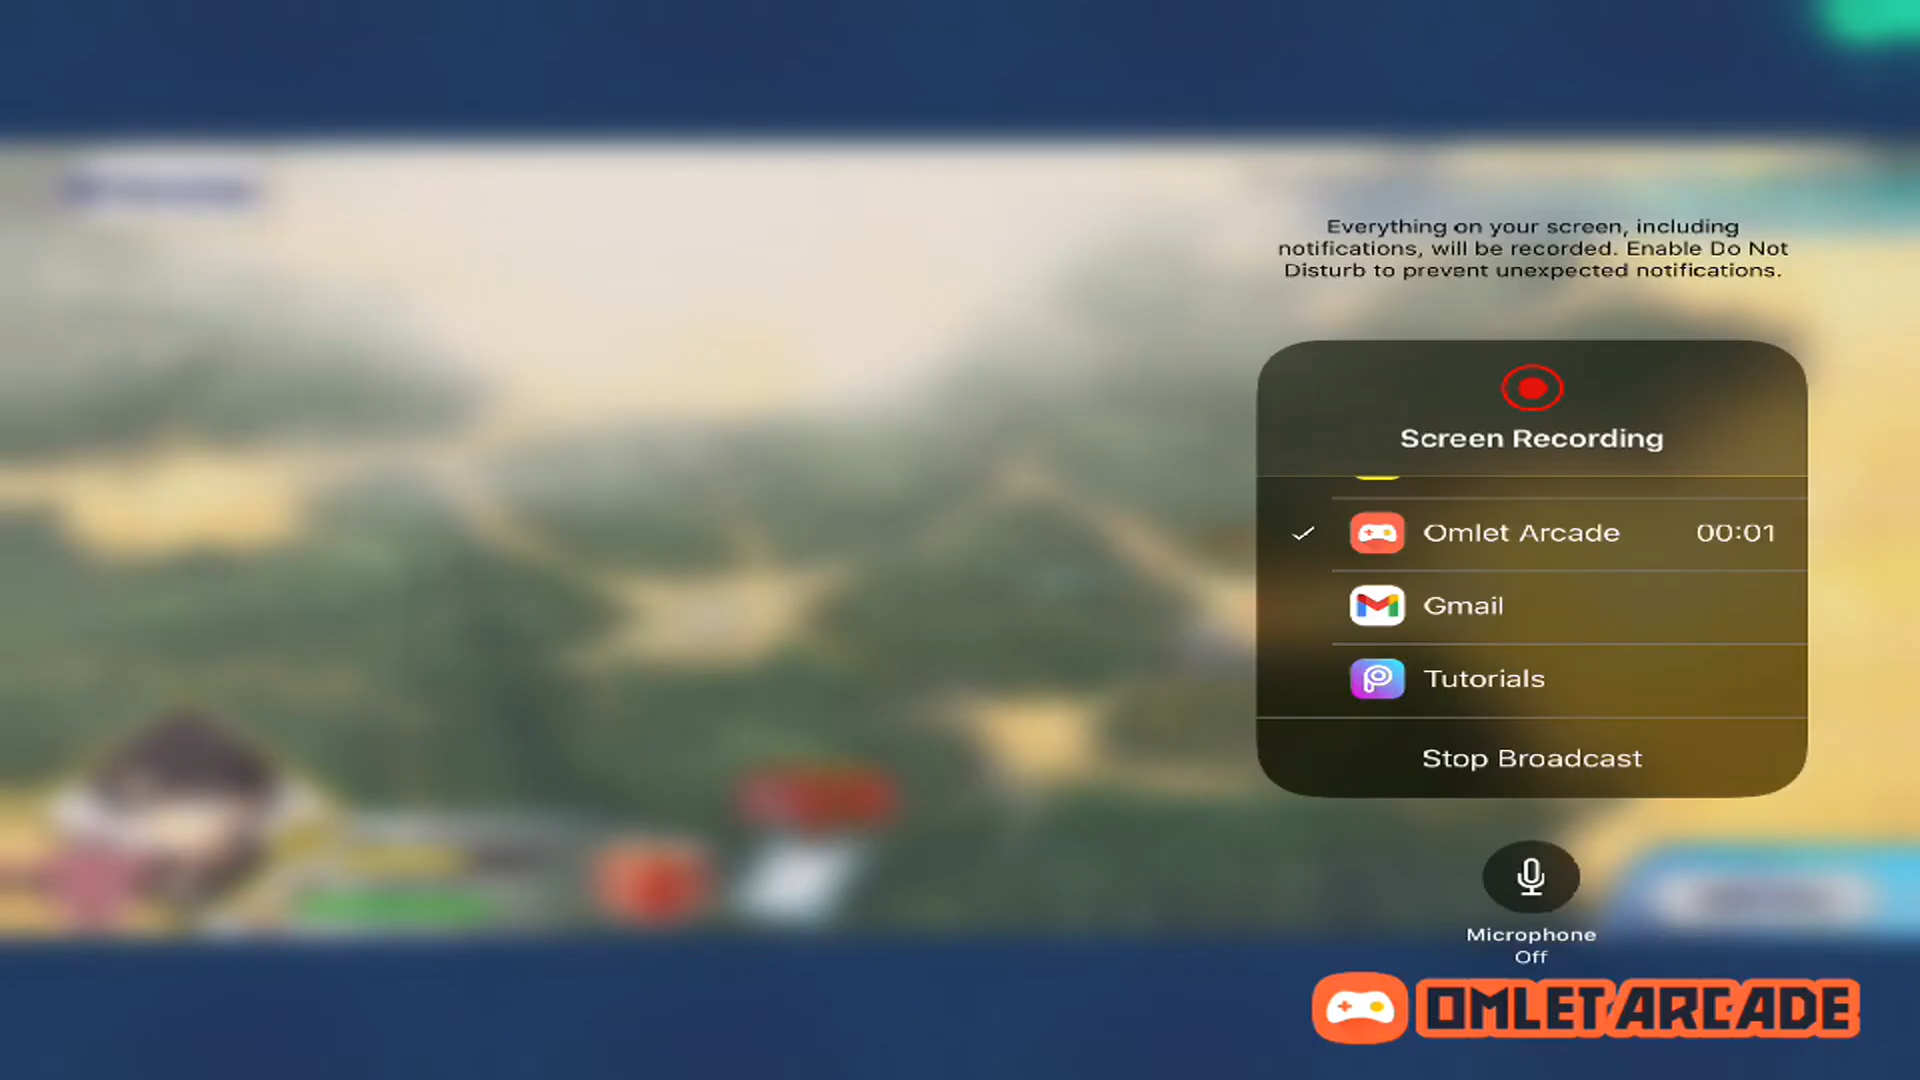 Everything on your screen, including
notifications, will be recorded. Enable Do Not
Disturb to prevent unexpected notifications.
Screen Recording
Omlet Arcade 00:01
Gmail
Tutorials
Stop Broadcast
Microphone
Off
OMLET ARCADE